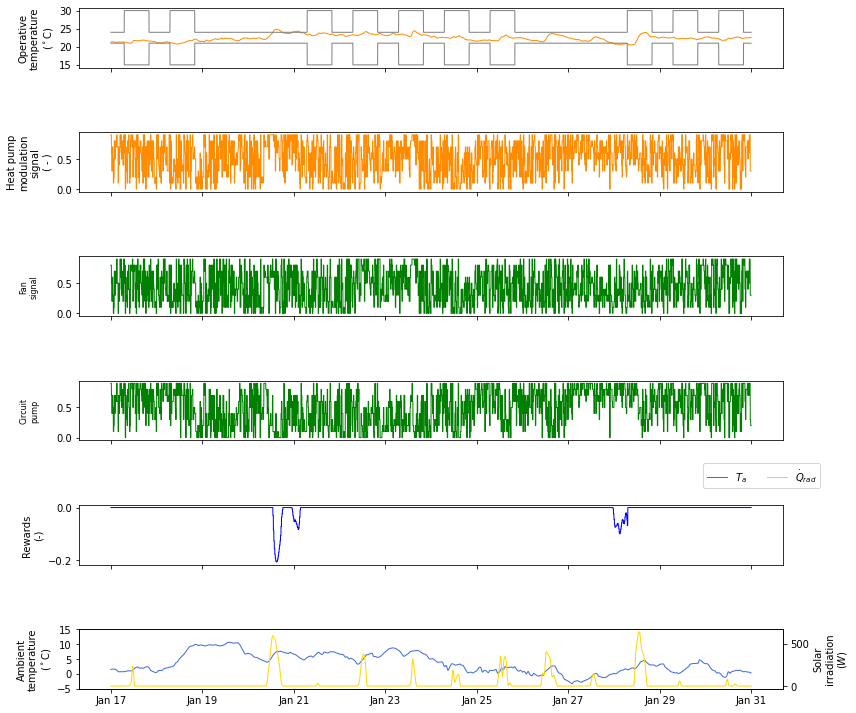 Operative
temperature
(°C)
30
25
20
15
Heat pump
modulation
signal
( - )
0.5
0.0
Fan
signal
0.5
0.0
Circuit
pump
0.5
0.0
Tₐ Q̇rad
Rewards
(-)
0.0
−0.2
Ambient
temperature
(°C)
15
10
5
0
−5
500
0
Solar
irradiation
(W)
Jan 17 Jan 19 Jan 21 Jan 23 Jan 25 Jan 27 Jan 29 Jan 31